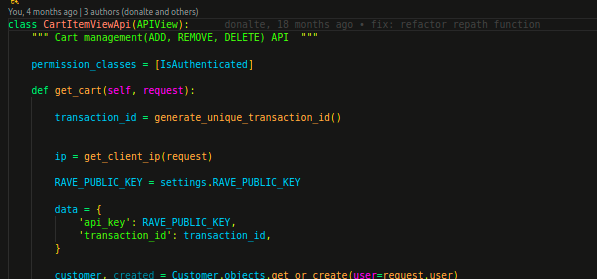 You, 4 months ago | 3 authors (donalte and others)
class CartItemViewApi(APIView):     donalte, 18 months ago • fix: refactor repath function
    """ Cart management(ADD, REMOVE, DELETE) API  """
    permission_classes = [IsAuthenticated]
    def get_cart(self, request):
        transaction_id = generate_unique_transaction_id()
        ip = get_client_ip(request)
        RAVE_PUBLIC_KEY = settings.RAVE_PUBLIC_KEY
        data = {
            'api_key': RAVE_PUBLIC_KEY,
            'transaction_id': transaction_id,
        }
        customer, created = Customer.objects.get_or_create(user=request.user)